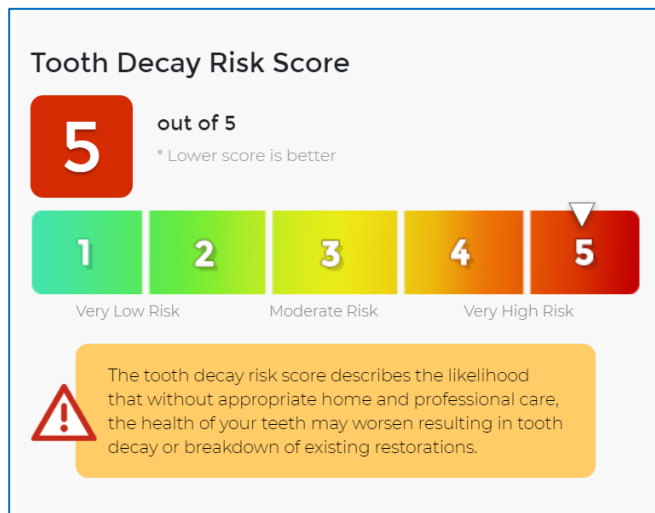 Tooth Decay Risk Score
5
out of 5
* Lower score is better
1 2 3 4 5
Very Low Risk Moderate Risk Very High Risk
The tooth decay risk score describes the likelihood
that without appropriate home and professional care,
the health of your teeth may worsen resulting in tooth
decay or breakdown of existing restorations.